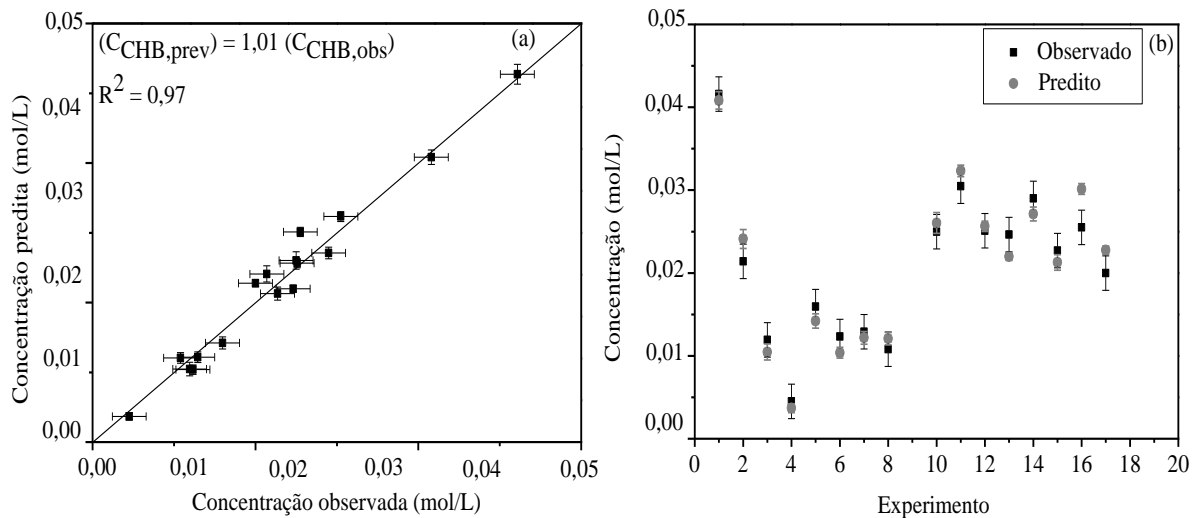 (C_CHB,prev) = 1,01 (C_CHB,obs)
R^2 = 0,97
(a)
Concentração predita (mol/L)
0,05
0,04
0,03
0,02
0,01
0,00
0,00 0,01 0,02 0,03 0,04 0,05
Concentração observada (mol/L)
(b)
Observado
Predito
Concentração (mol/L)
0,05
0,04
0,03
0,02
0,01
0,00
0 2 4 6 8 10 12 14 16 18 20
Experimento